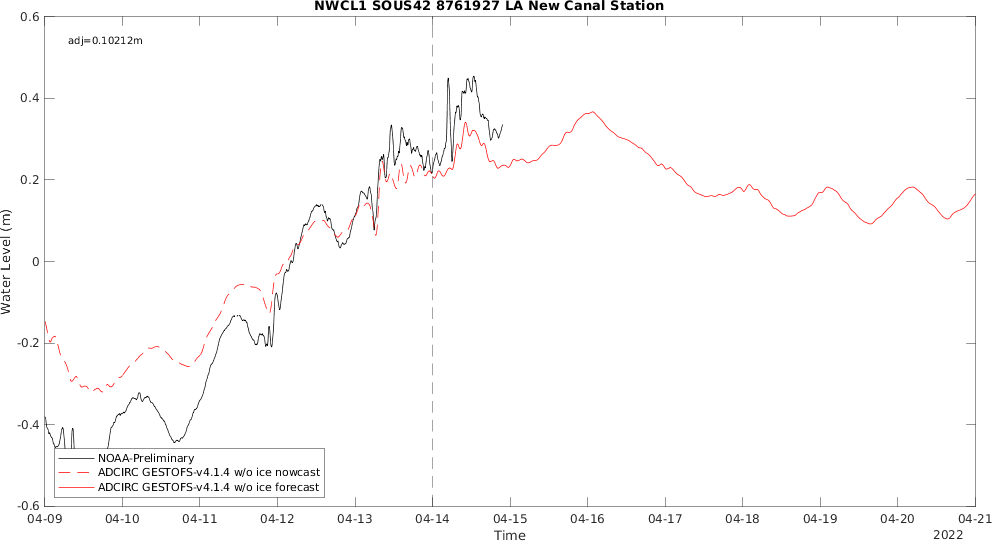 NWCL1 SOUS42 8761927 LA New Canal Station
adj=0.10212m
0.6
0.4
0.2
0
-0.2
-0.4
-0.6
Water Level (m)
NOAA-Preliminary
ADCIRC GESTOFS-v4.1.4 w/o ice nowcast
ADCIRC GESTOFS-v4.1.4 w/o ice forecast
04-09 04-10 04-11 04-12 04-13 04-14 04-15 04-16 04-17 04-18 04-19 04-20 04-21
Time
2022